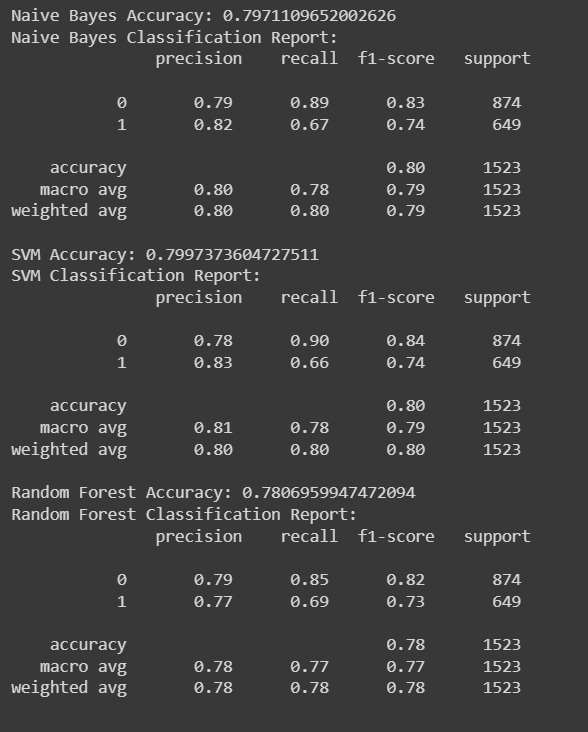 Naive Bayes Accuracy: 0.7971109652002626
Naive Bayes Classification Report:
precision recall f1-score support
0 0.79 0.89 0.83 874
1 0.82 0.67 0.74 649
accuracy 0.80 1523
macro avg 0.80 0.78 0.79 1523
weighted avg 0.80 0.80 0.79 1523
SVM Accuracy: 0.7997373604727511
SVM Classification Report:
precision recall f1-score support
0 0.78 0.90 0.84 874
1 0.83 0.66 0.74 649
accuracy 0.80 1523
macro avg 0.81 0.78 0.79 1523
weighted avg 0.80 0.80 0.80 1523
Random Forest Accuracy: 0.7806959947472094
Random Forest Classification Report:
precision recall f1-score support
0 0.79 0.85 0.82 874
1 0.77 0.69 0.73 649
accuracy 0.78 1523
macro avg 0.78 0.77 0.77 1523
weighted avg 0.78 0.78 0.78 1523